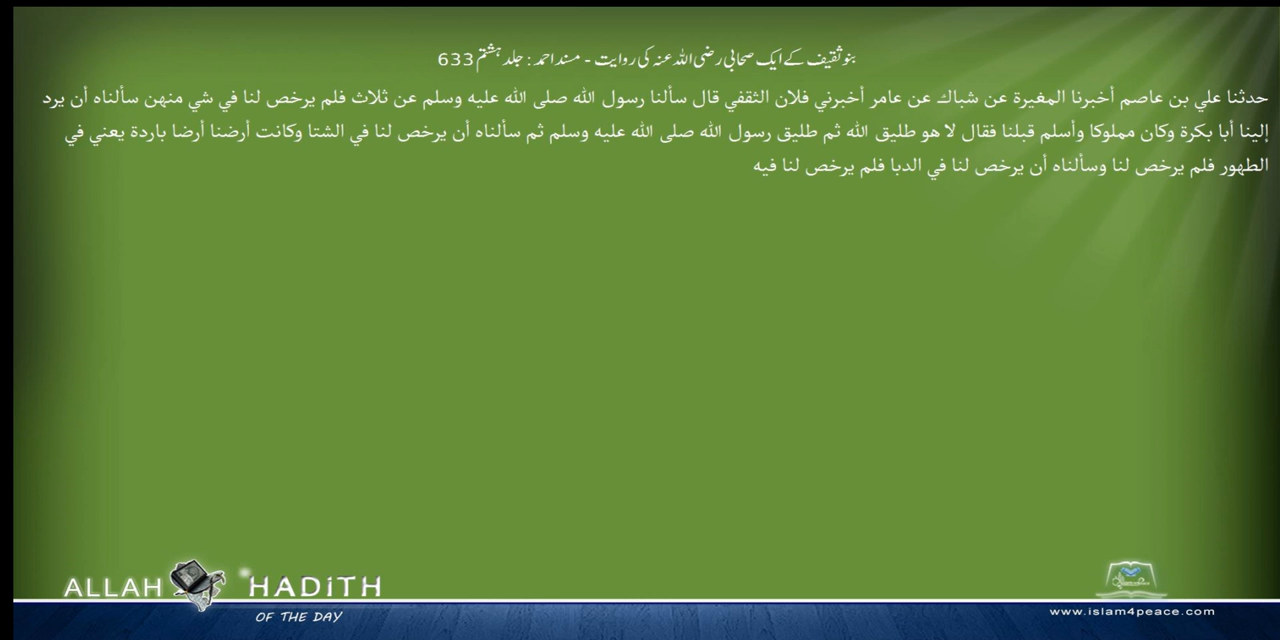 بنو ثقیف کے ایک صحابی رضی اللہ عنہ کی روایت - مسند احمد : جلد ہشتم 633
حدثنا علي بن عاصم أخبرنا المغيرة عن شباك عن عامر أخبرني فلان الثقفي قال سألنا رسول الله صلى الله عليه وسلم عن ثلاث فلم يرخص لنا في شي منهن سألناه أن يرد
إلينا أبا بكرة وكان مملوكا وأسلم قبلنا فقال لا هو طليق الله ثم طليق رسول الله صلى الله عليه وسلم ثم سألناه أن يرخص لنا في الشتا وكانت أرضنا أرضا باردة يعني في
الطهور فلم يرخص لنا وسألناه أن يرخص لنا في الدبا فلم يرخص لنا فيه
ALLAH HADITH
OF THE DAY
www.islam4peace.com